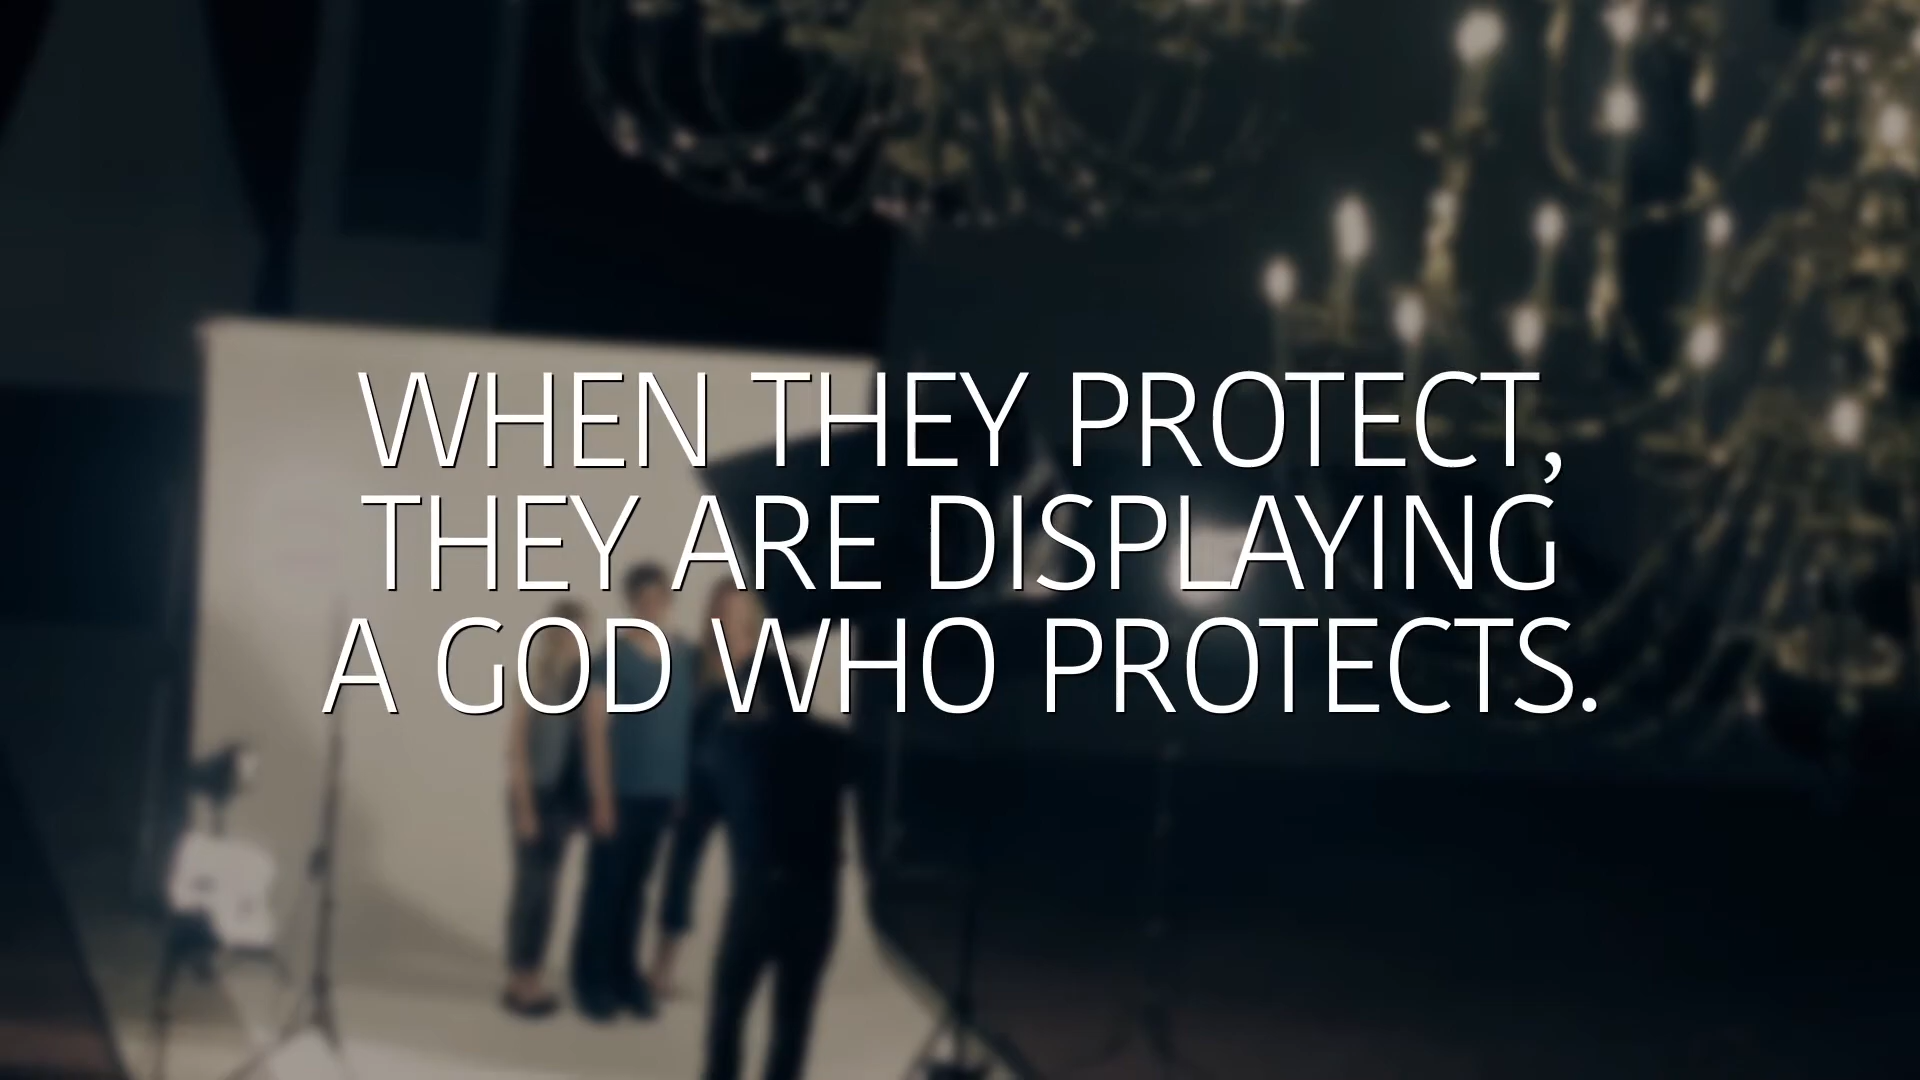 WHEN THEY PROTECT,
THEY ARE DISPLAYING
A GOD WHO PROTECTS.